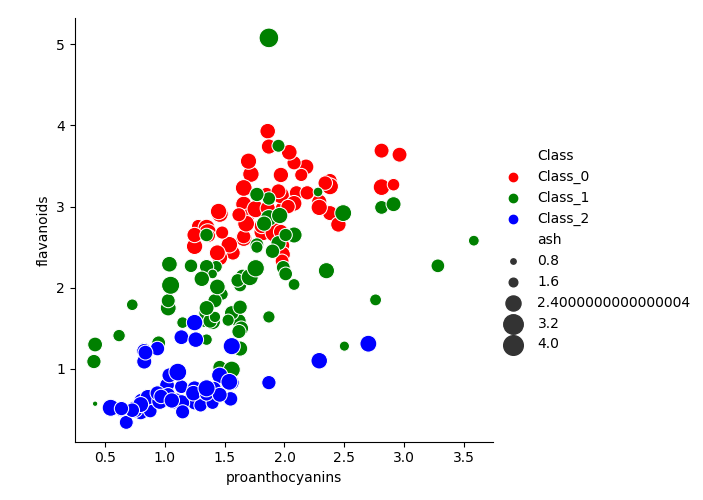 5
4
3
2
1
flavanoids
0.5 1.0 1.5 2.0 2.5 3.0 3.5
proanthocyanins
Class
Class_0
Class_1
Class_2
ash
0.8
1.6
2.4000000000000004
3.2
4.0